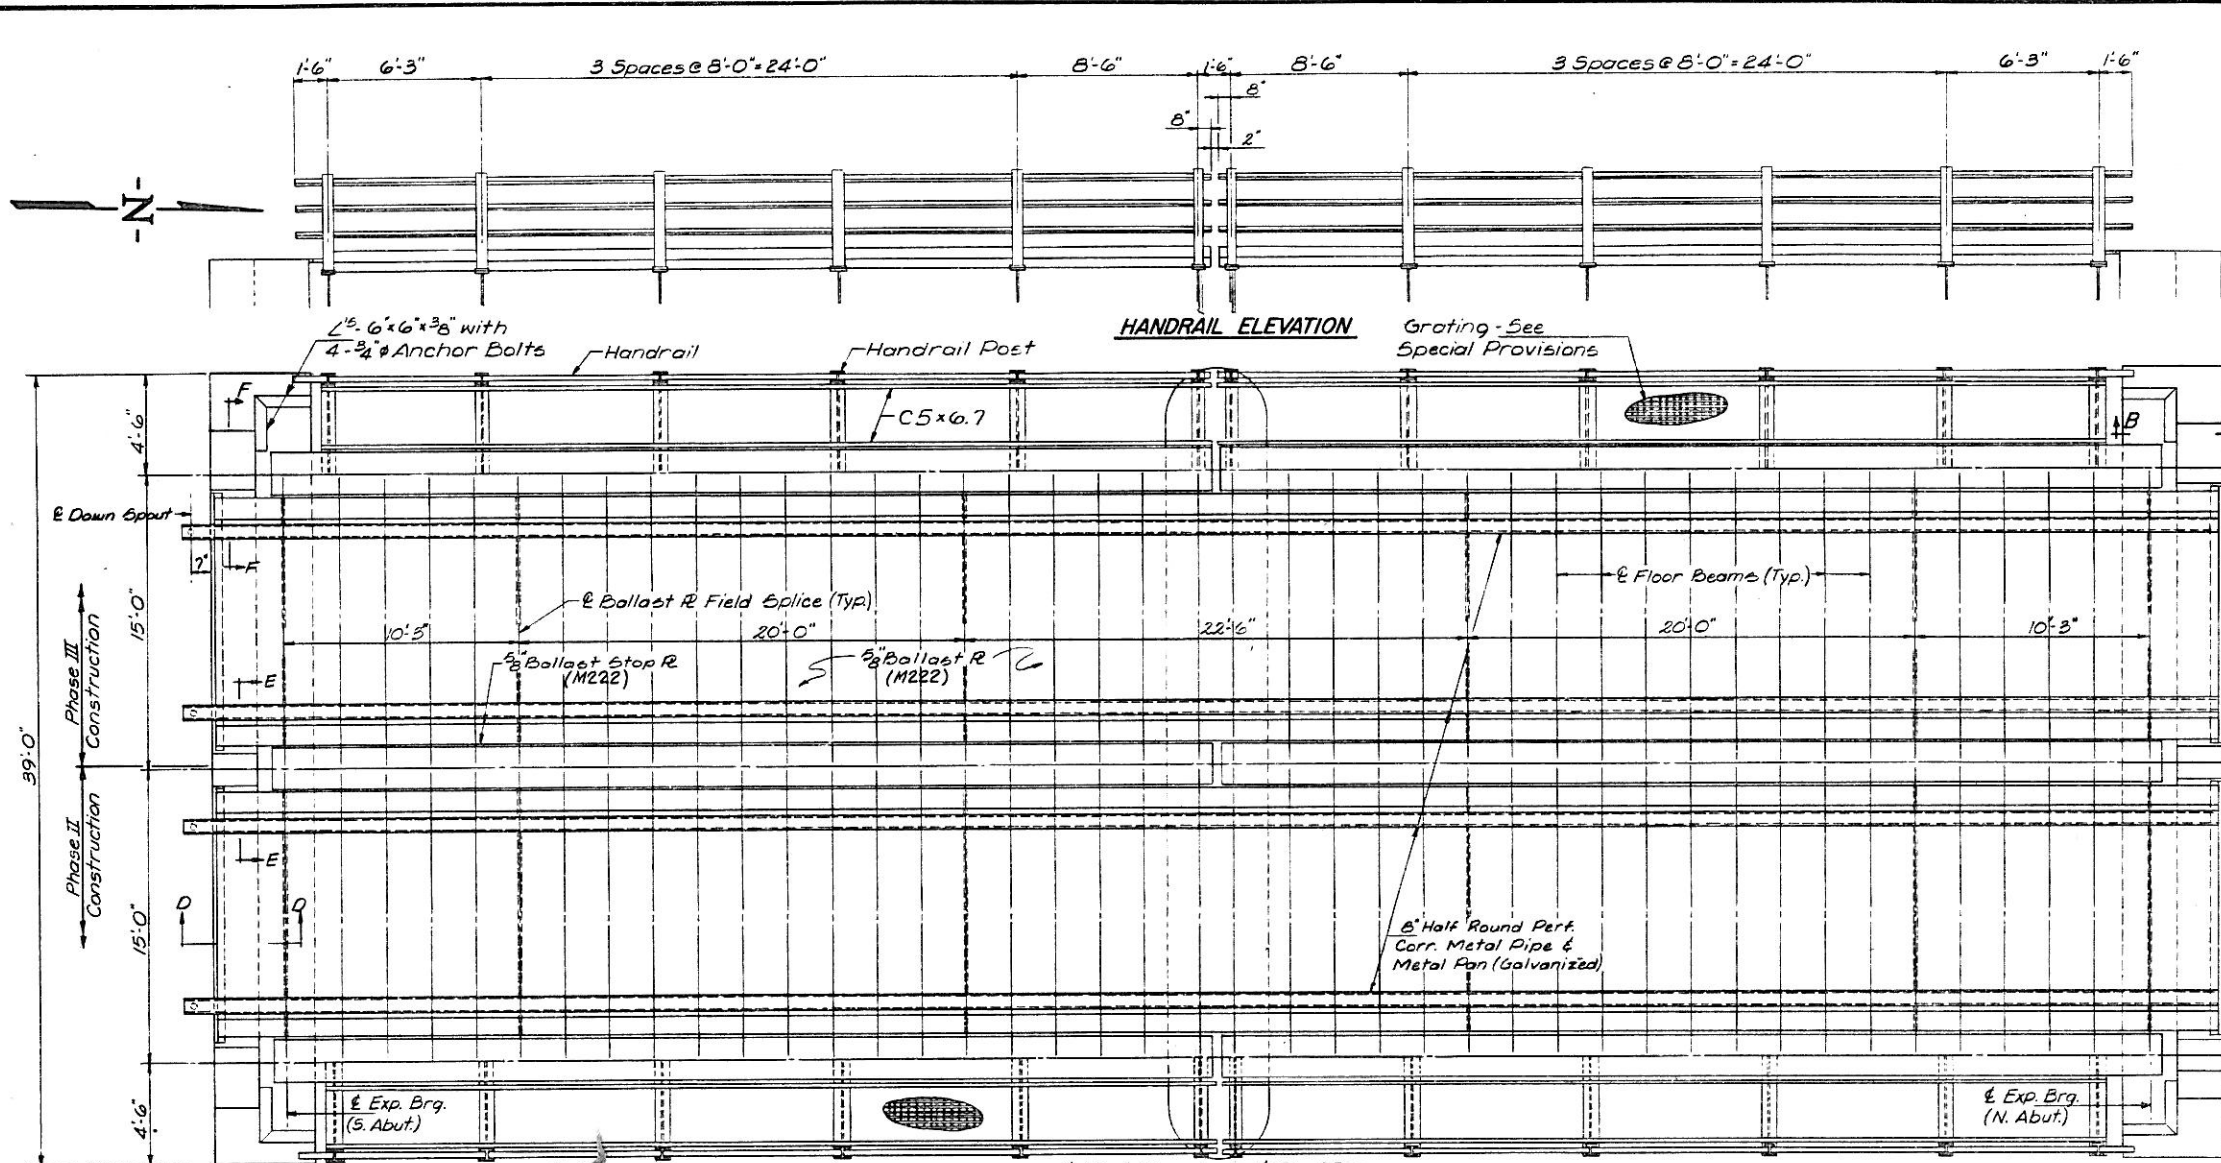 1'-6" 6'-3" 3 Spaces @ 8'-0" = 24'-0" 8'-6" 1'-6" 8'-6" 3 Spaces @ 8'-0" = 24'-0" 6'-3" 1'-6"
8"
8"
2"
N
HANDRAIL ELEVATION
∠s - 6" x 6" x 3/8" with
4 - 3/4" φ Anchor Bolts
Handrail
Handrail Post
Grating - See
Special Provisions
F
C5 x 6.7
B
4'-6"
℄ Down Spout
7"
F
℄ Floor Beams (Typ.)
℄ Ballast ℙ Field Splice (Typ.)
15'-0"
10'-3" 20'-0" 22'-6" 20'-0" 10'-3"
5/8" Ballast Stop ℙ
(M222)
5/8" Ballast ℙ
(M222)
E
Phase III
Construction
39'-0"
Phase II
Construction
E
D D
15'-0"
8" Half Round Perf.
Corr. Metal Pipe &
Metal Pan (Galvanized)
4'-6"
℄ Exp. Brg.
(S. Abut.)
℄ Exp. Brg.
(N. Abut.)